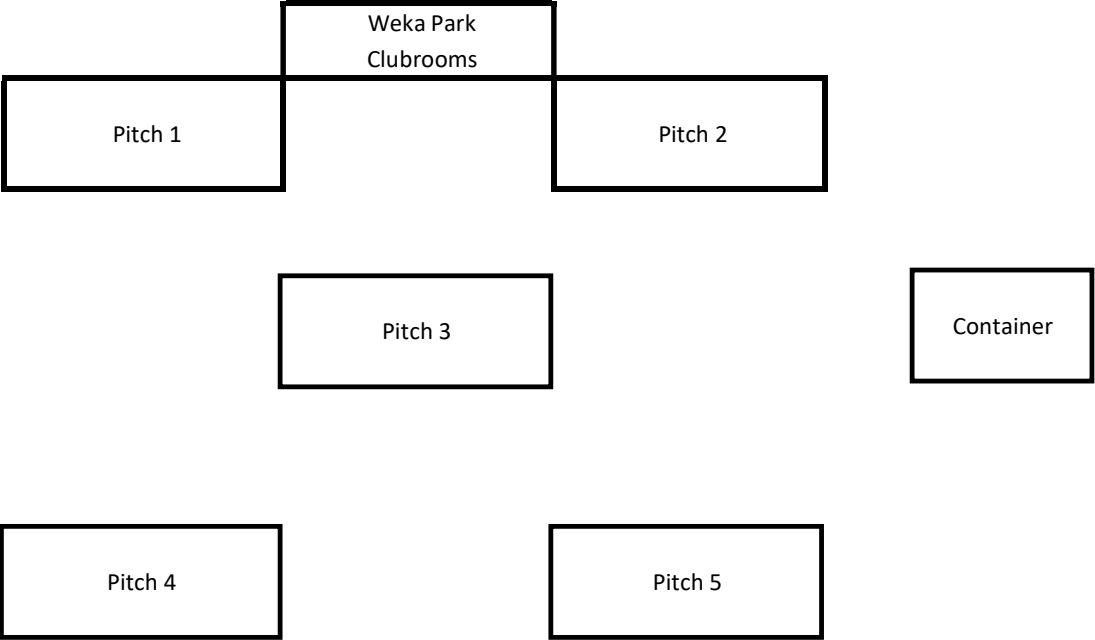 Weka Park
Clubrooms
Pitch 1
Pitch 2
Pitch 3
Container
Pitch 4
Pitch 5